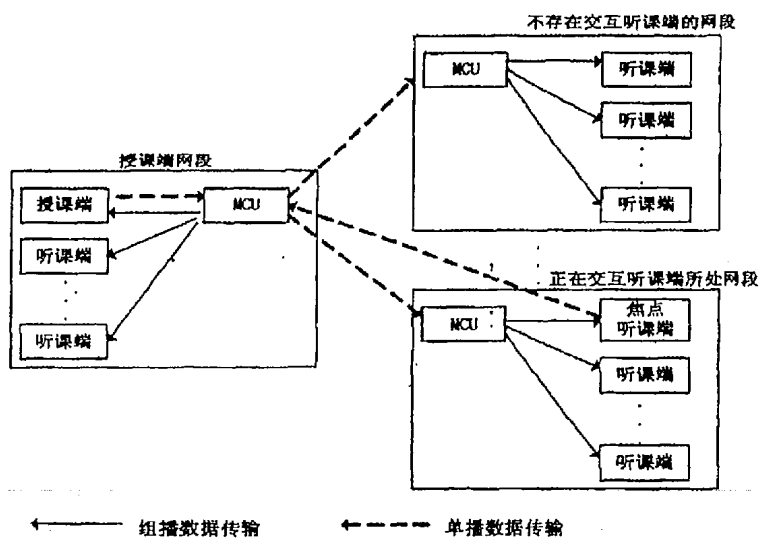 不存在交互听课端的网段
MCU
听课端
听课端
听课端
授课端网段
授课端
MCU
听课端
听课端
正在交互听课端所处网段
MCU
焦点
听课端
听课端
听课端
组播数据传输
单播数据传输